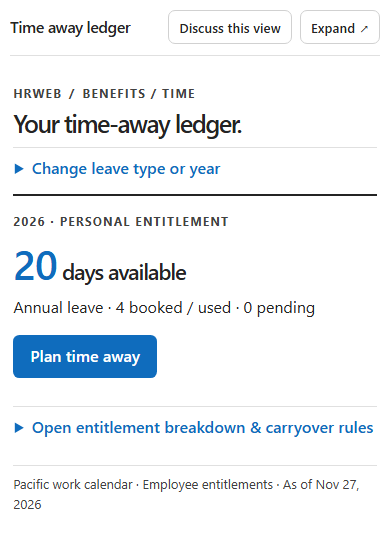 Time away ledger
Discuss this view
Expand ↗
HRWEB / BENEFITS / TIME
Your time-away ledger.
▶ Change leave type or year
2026 · PERSONAL ENTITLEMENT
20 days available
Annual leave · 4 booked / used · 0 pending
Plan time away
▶ Open entitlement breakdown & carryover rules
Pacific work calendar · Employee entitlements · As of Nov 27,
2026